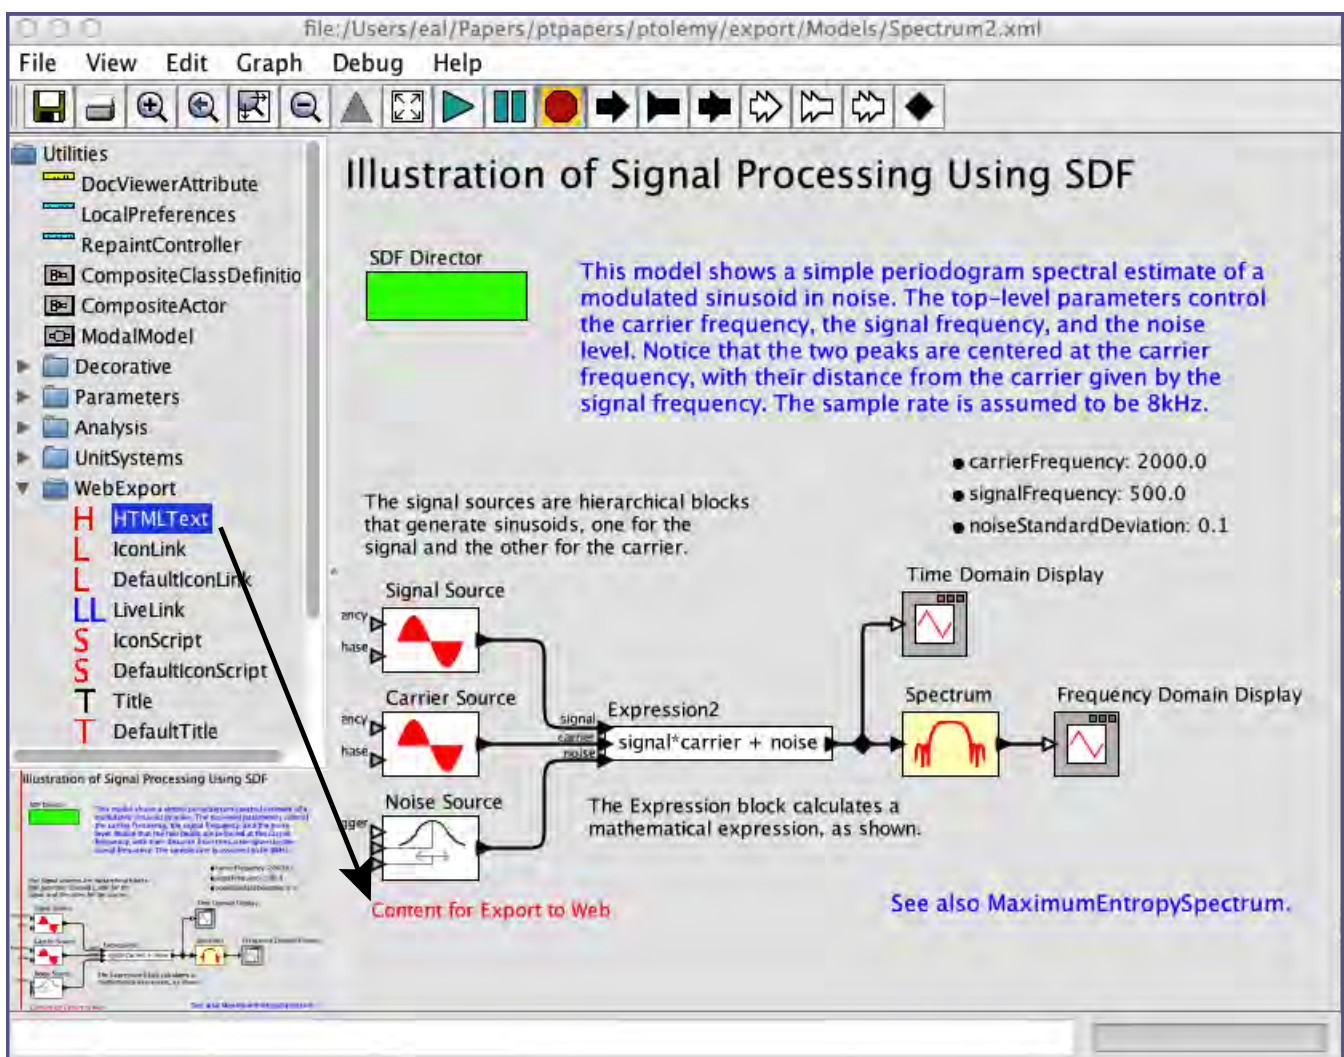 file:/Users/eal/Papers/ptpapers/ptolemy/export/Models/Spectrum2.xml
File View Edit Graph Debug Help
Utilities
DocViewerAttribute
LocalPreferences
RepaintController
CompositeClassDefinitio
CompositeActor
ModalModel
Decorative
Parameters
Analysis
UnitSystems
WebExport
H HTMLText
L IconLink
L DefaultIconLink
LL LiveLink
S IconScript
S DefaultIconScript
T Title
T DefaultTitle
Illustration of Signal Processing Using SDF
SDF Director
This model shows a simple periodogram spectral estimate of a
modulated sinusoid in noise. The top-level parameters control
the carrier frequency, the signal frequency, and the noise
level. Notice that the two peaks are centered at the carrier
frequency, with their distance from the carrier given by the
signal frequency. The sample rate is assumed to be 8kHz.
carrierFrequency: 2000.0
signalFrequency: 500.0
noiseStandardDeviation: 0.1
The signal sources are hierarchical blocks
that generate sinusoids, one for the
signal and the other for the carrier.
Signal Source
ency
hase
Carrier Source
ency
hase
Noise Source
gger
Expression2
signal
carrier
noise
signal*carrier + noise
Time Domain Display
Spectrum
Frequency Domain Display
The Expression block calculates a
mathematical expression, as shown.
Content for Export to Web
See also MaximumEntropySpectrum.
Illustration of Signal Processing Using SDF